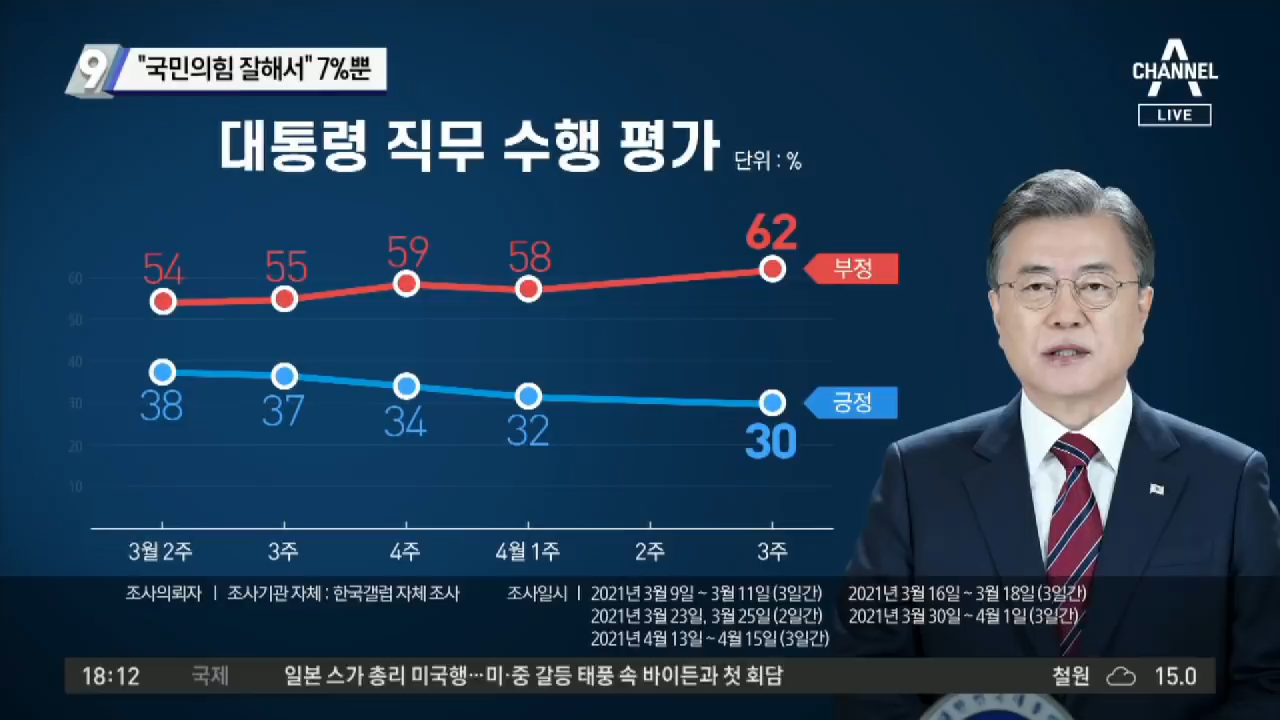 9 "국민의힘 잘해서" 7%뿐
CHANNEL A
LIVE
대통령 직무 수행 평가 단위 : %
54 55 59 58 62
부정
60
50
40
30
20
10
38 37 34 32 30
긍정
3월 2주 3주 4주 4월 1주 2주 3주
조사의뢰자 | 조사기관 자체 : 한국갤럽 자체 조사 조사일시 | 2021년 3월 9일 ~ 3월 11일 (3일간) 2021년 3월 16일 ~ 3월 18일 (3일간)
2021년 3월 23일, 3월 25일 (2일간) 2021년 3월 30일 ~ 4월 1일 (3일간)
2021년 4월 13일 ~ 4월 15일 (3일간)
18:12 국제 일본 스가 총리 미국행…미·중 갈등 태풍 속 바이든과 첫 회담 철원 15.0